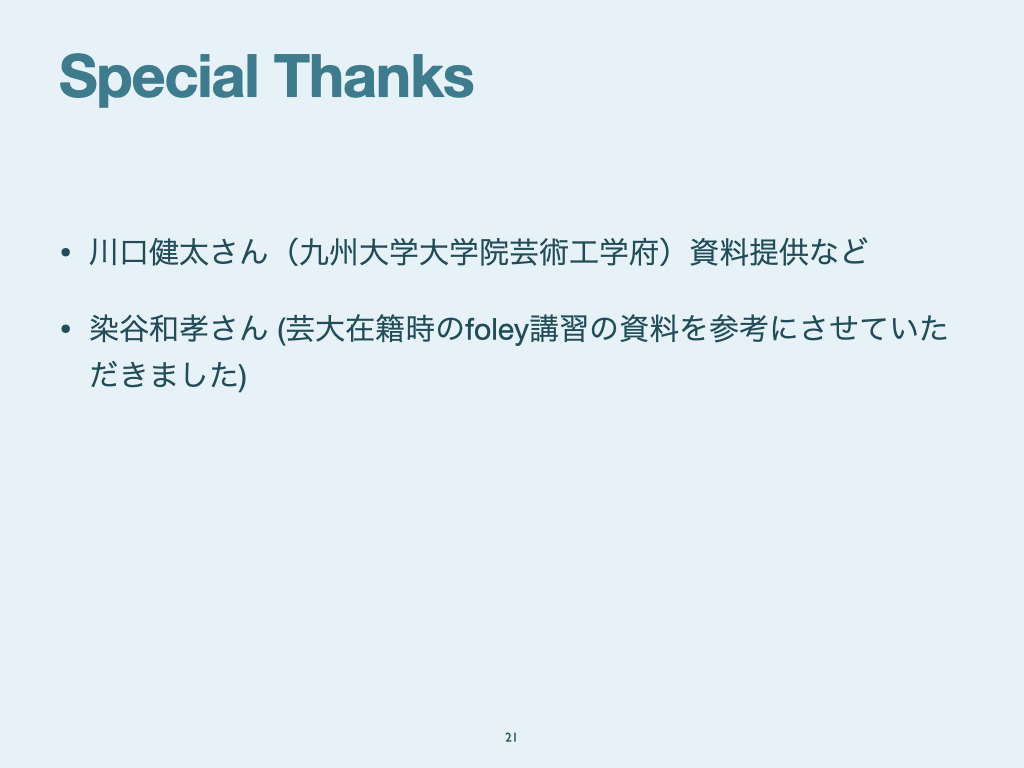 Special Thanks
• 川口健太さん（九州大学大学院芸術工学府）資料提供など
• 染谷和孝さん (芸大在籍時のfoley講習の資料を参考にさせていた
だきました)
21